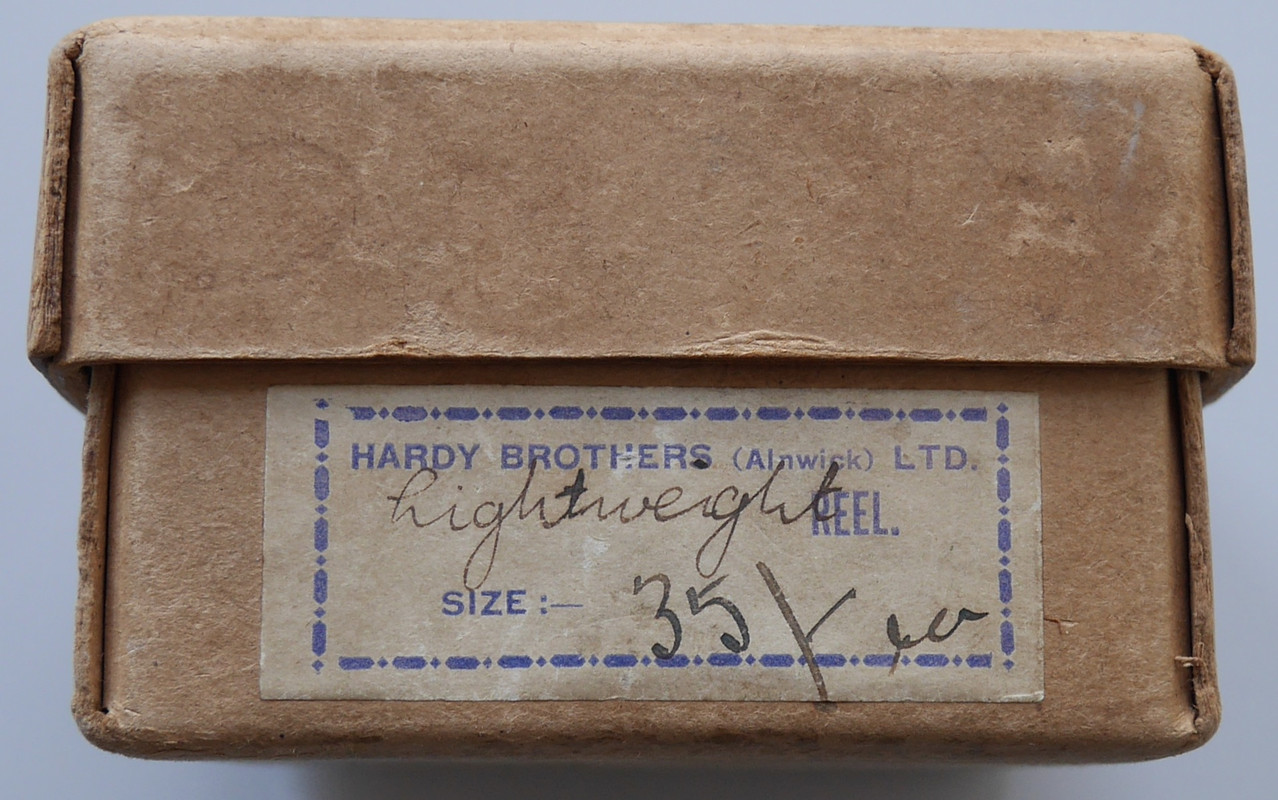 HARDY BROTHERS (Alnwick) LTD.
Lightweight REEL.
SIZE :— 35